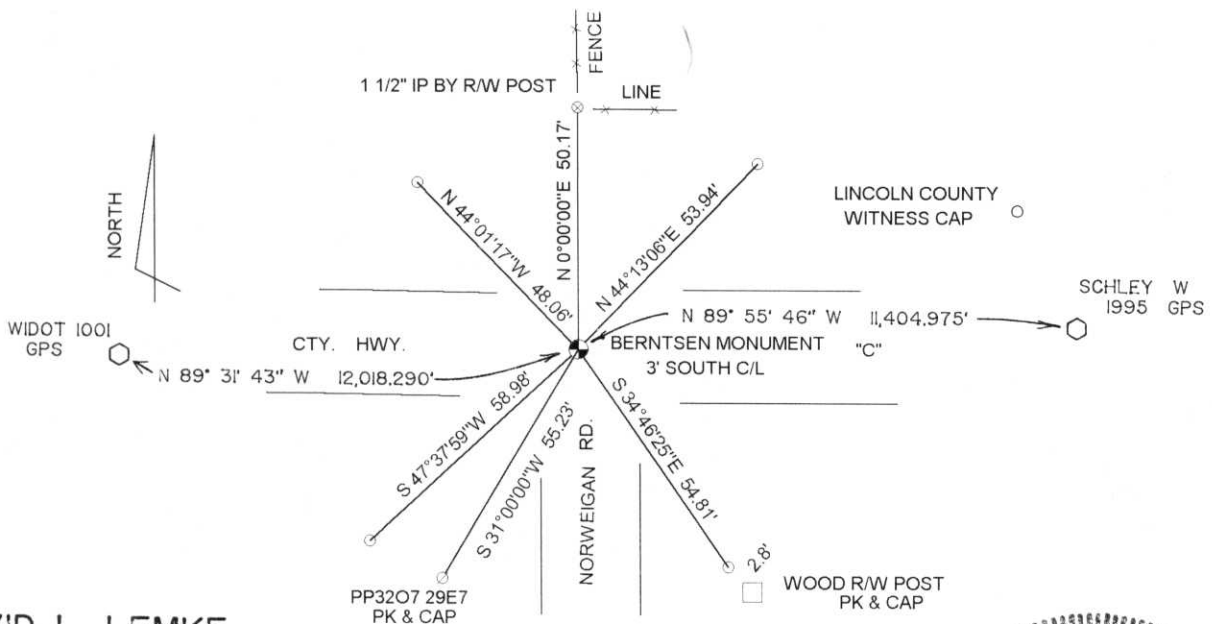 FENCE
1 1/2" IP BY R/W POST
LINE
N 0°00'00"E 50.17'
NORTH
N 44°01'17"W 48.06'
N 44°13'06"E 53.94'
LINCOLN COUNTY
WITNESS CAP
SCHLEY W
1995 GPS
N 89° 55' 46" W 11,404.975'
WIDOT 1001
GPS
CTY. HWY.
BERNTSEN MONUMENT
3' SOUTH C/L
"C"
N 89° 31' 43" W 12,018.290'
S 47°37'59"W 58.98'
S 31°00'00"W 55.23'
NORWEIGAN RD.
S 34°46'25"E 54.81'
2.8'
PP32O7 29E7
PK & CAP
WOOD R/W POST
PK & CAP
LEMKE